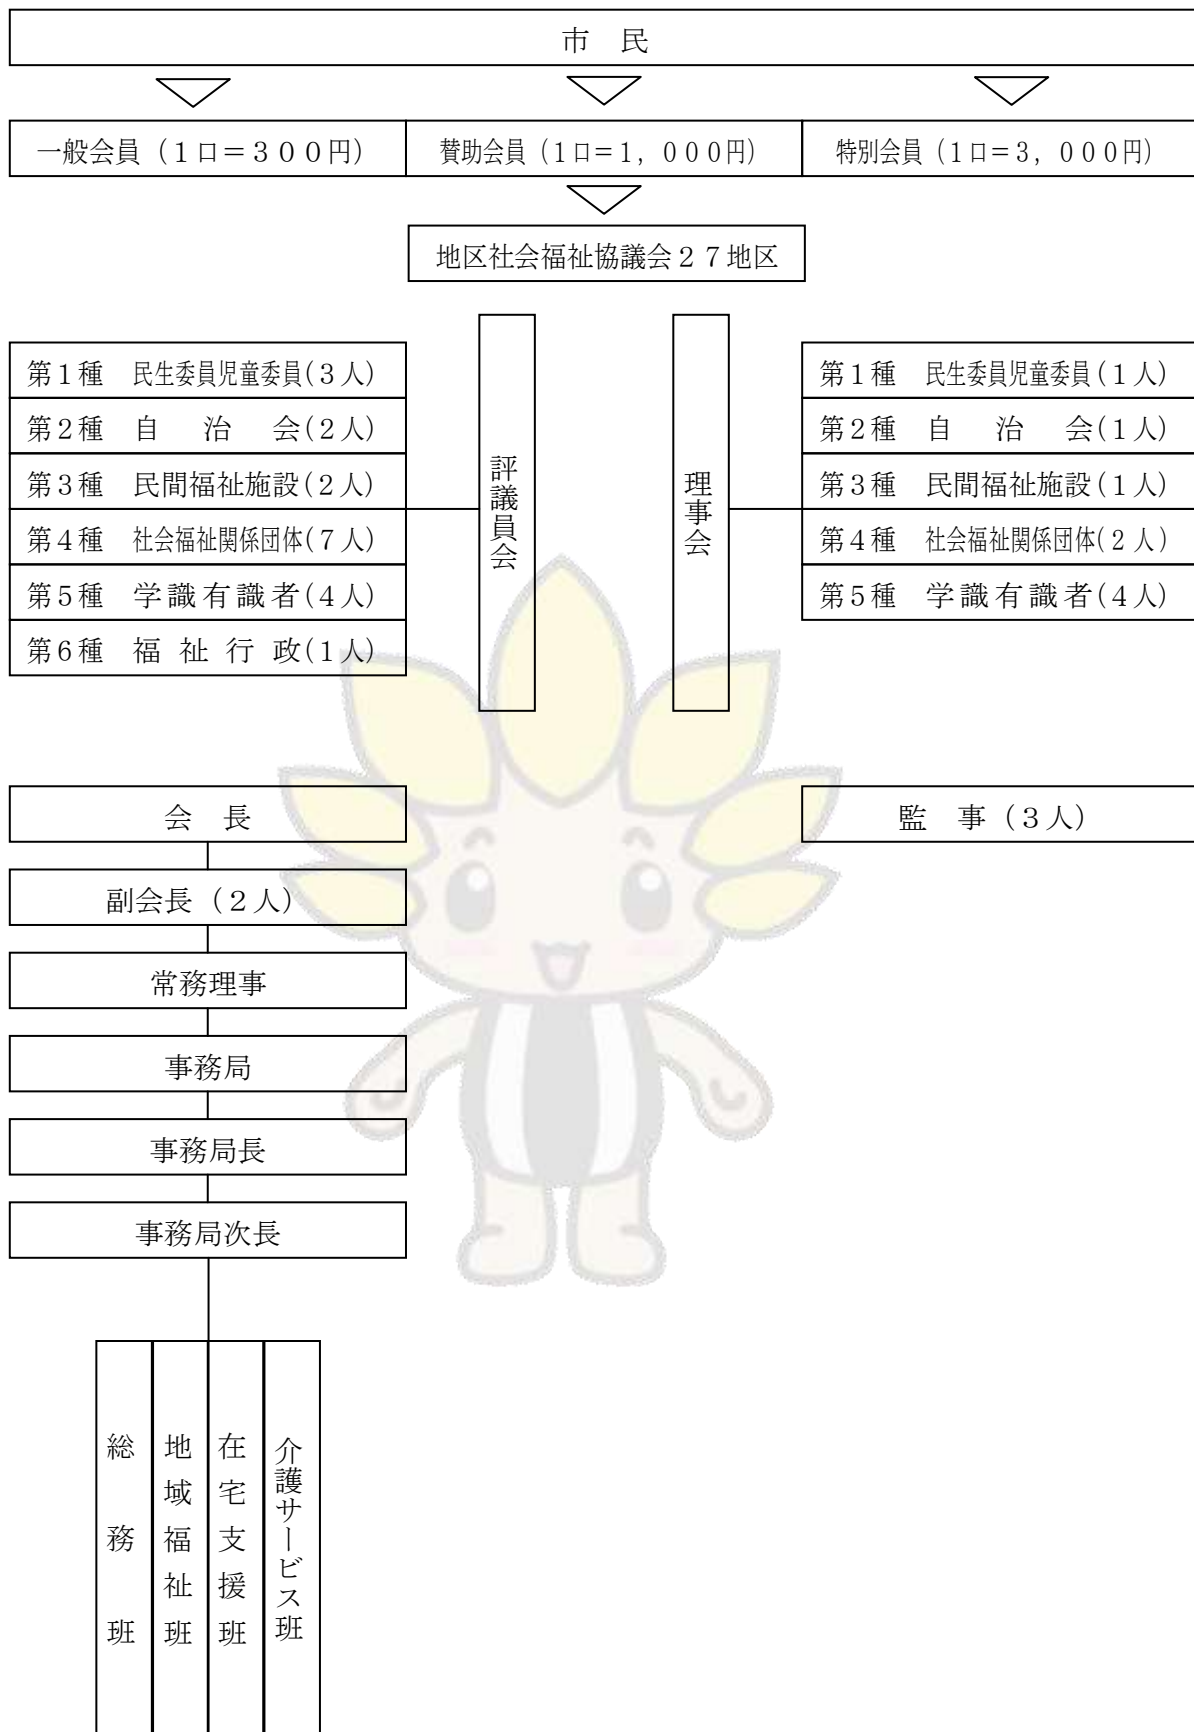 市　民
一般会員（１口＝３００円）
賛助会員（１口＝１，０００円）
特別会員（１口＝３，０００円）
地区社会福祉協議会２７地区
第１種　民生委員児童委員(３人)
第２種　自　治　会(２人)
第３種　民間福祉施設(２人)
第４種　社会福祉関係団体(７人)
第５種　学識有識者(４人)
第６種　福祉行政(１人)
評議員会
理事会
第１種　民生委員児童委員(１人)
第２種　自　治　会(１人)
第３種　民間福祉施設(１人)
第４種　社会福祉関係団体(２人)
第５種　学識有識者(４人)
会　長
監　事（３人）
副会長（２人）
常務理事
事務局
事務局長
事務局次長
総務班
地域福祉班
在宅支援班
介護サービス班